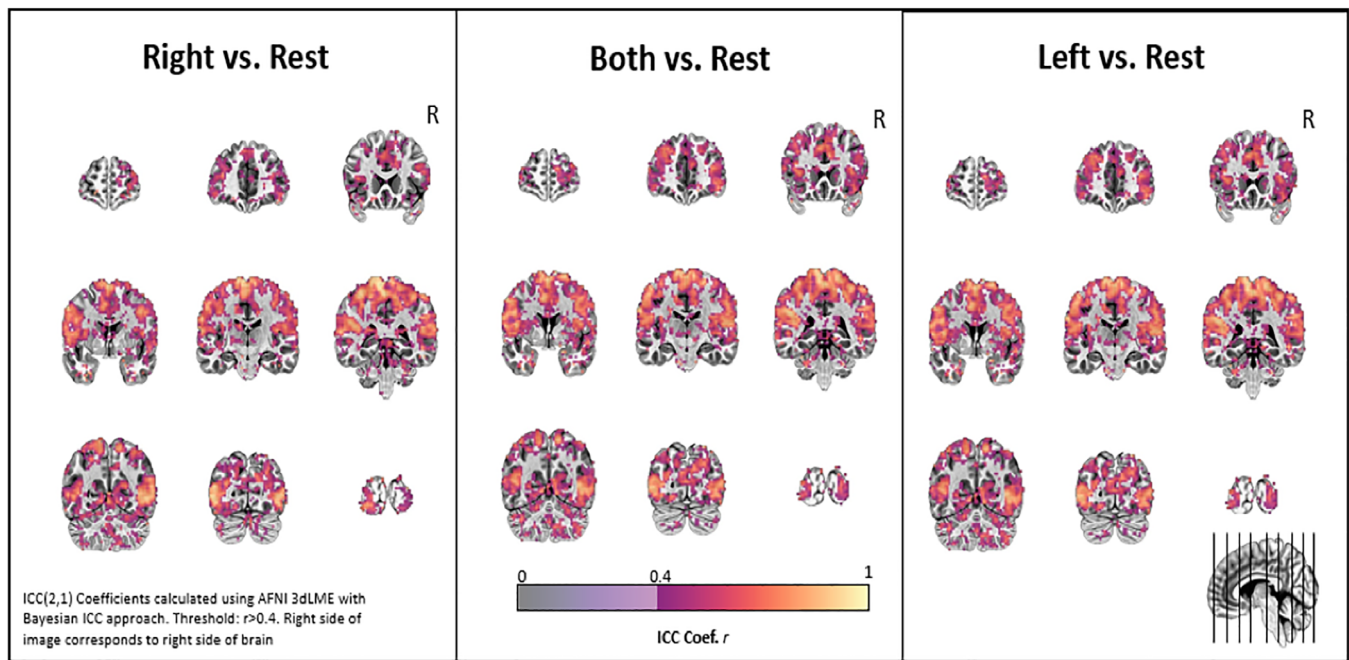 Right vs. Rest
Both vs. Rest
Left vs. Rest
R
R
R
ICC(2,1) Coefficients calculated using AFNI 3dLME with
Bayesian ICC approach. Threshold: r>0.4. Right side of
image corresponds to right side of brain
0 0.4 1
ICC Coef. r